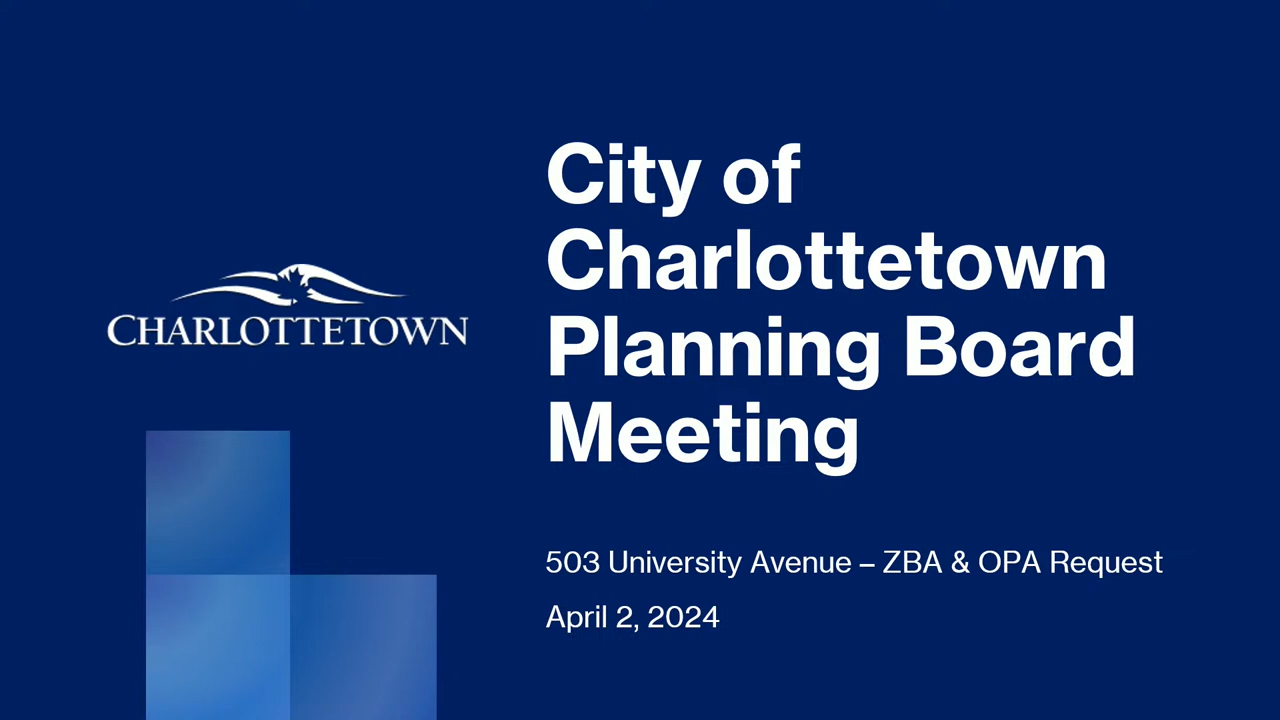 CHARLOTTETOWN
City of
Charlottetown
Planning Board
Meeting
503 University Avenue – ZBA & OPA Request
April 2, 2024